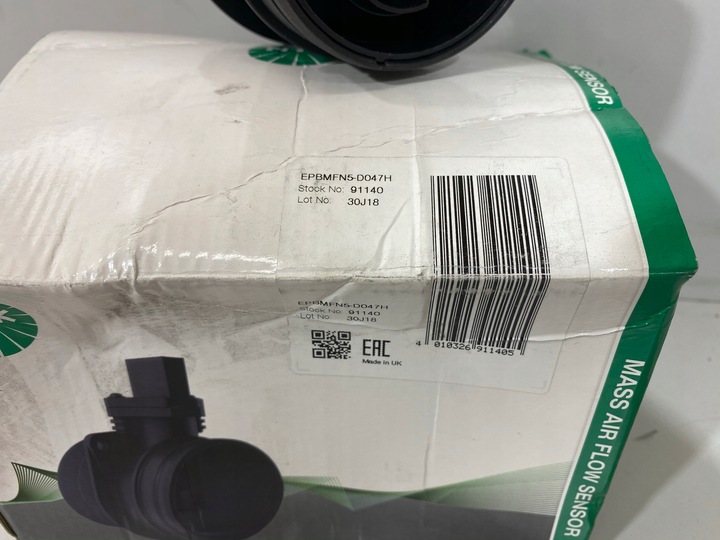 SENSOR
EPBMFN5-D047H
Stock No: 91140
Lot No: 30J18
EPBMFN5-D047H
Stock No: 91140
Lot No: 30J18
EAC
Made in UK
4 010326 911405
MASS AIR FLOW SENSOR